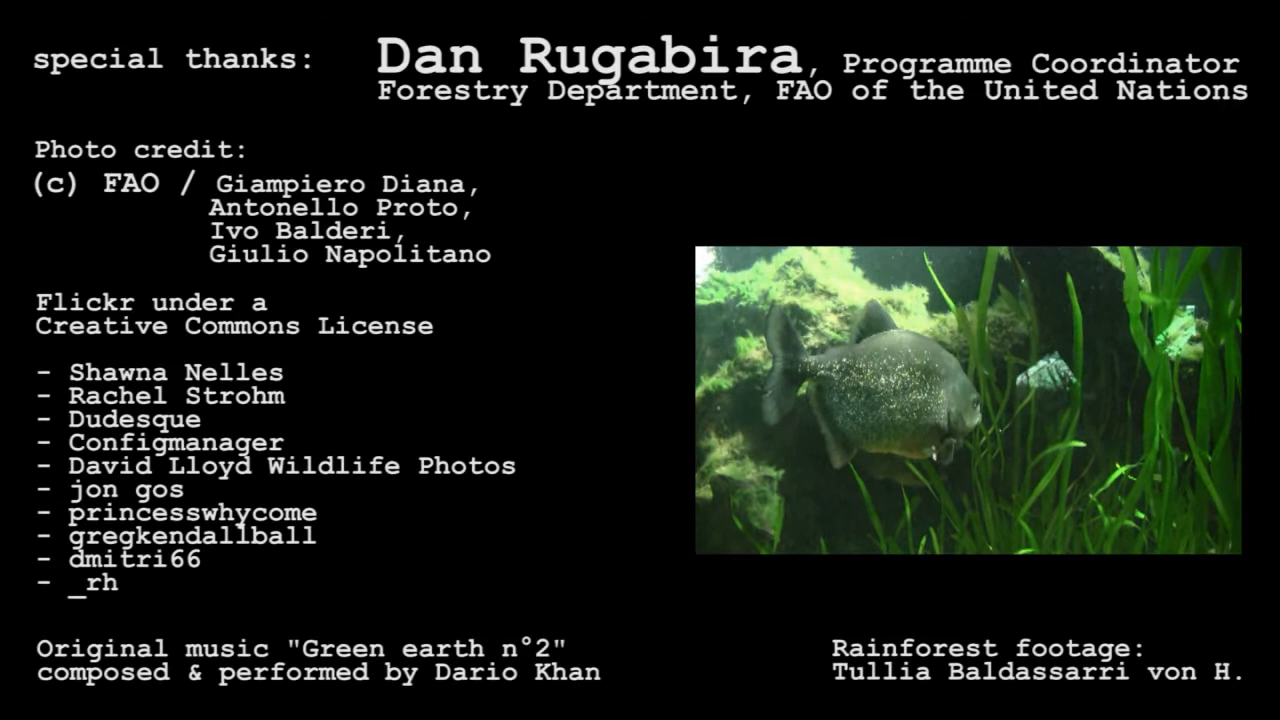 special thanks: Dan Rugabira, Programme Coordinator
Forestry Department, FAO of the United Nations
Photo credit:
(c) FAO / Giampiero Diana,
Antonello Proto,
Ivo Balderi,
Giulio Napolitano
Flickr under a
Creative Commons License
- Shawna Nelles
- Rachel Strohm
- Dudesque
- Configmanager
- David Lloyd Wildlife Photos
- jon gos
- princesswhycome
- gregkendallball
- dmitri66
- _rh
Original music "Green earth n°2"
composed & performed by Dario Khan
Rainforest footage:
Tullia Baldassarri von H.